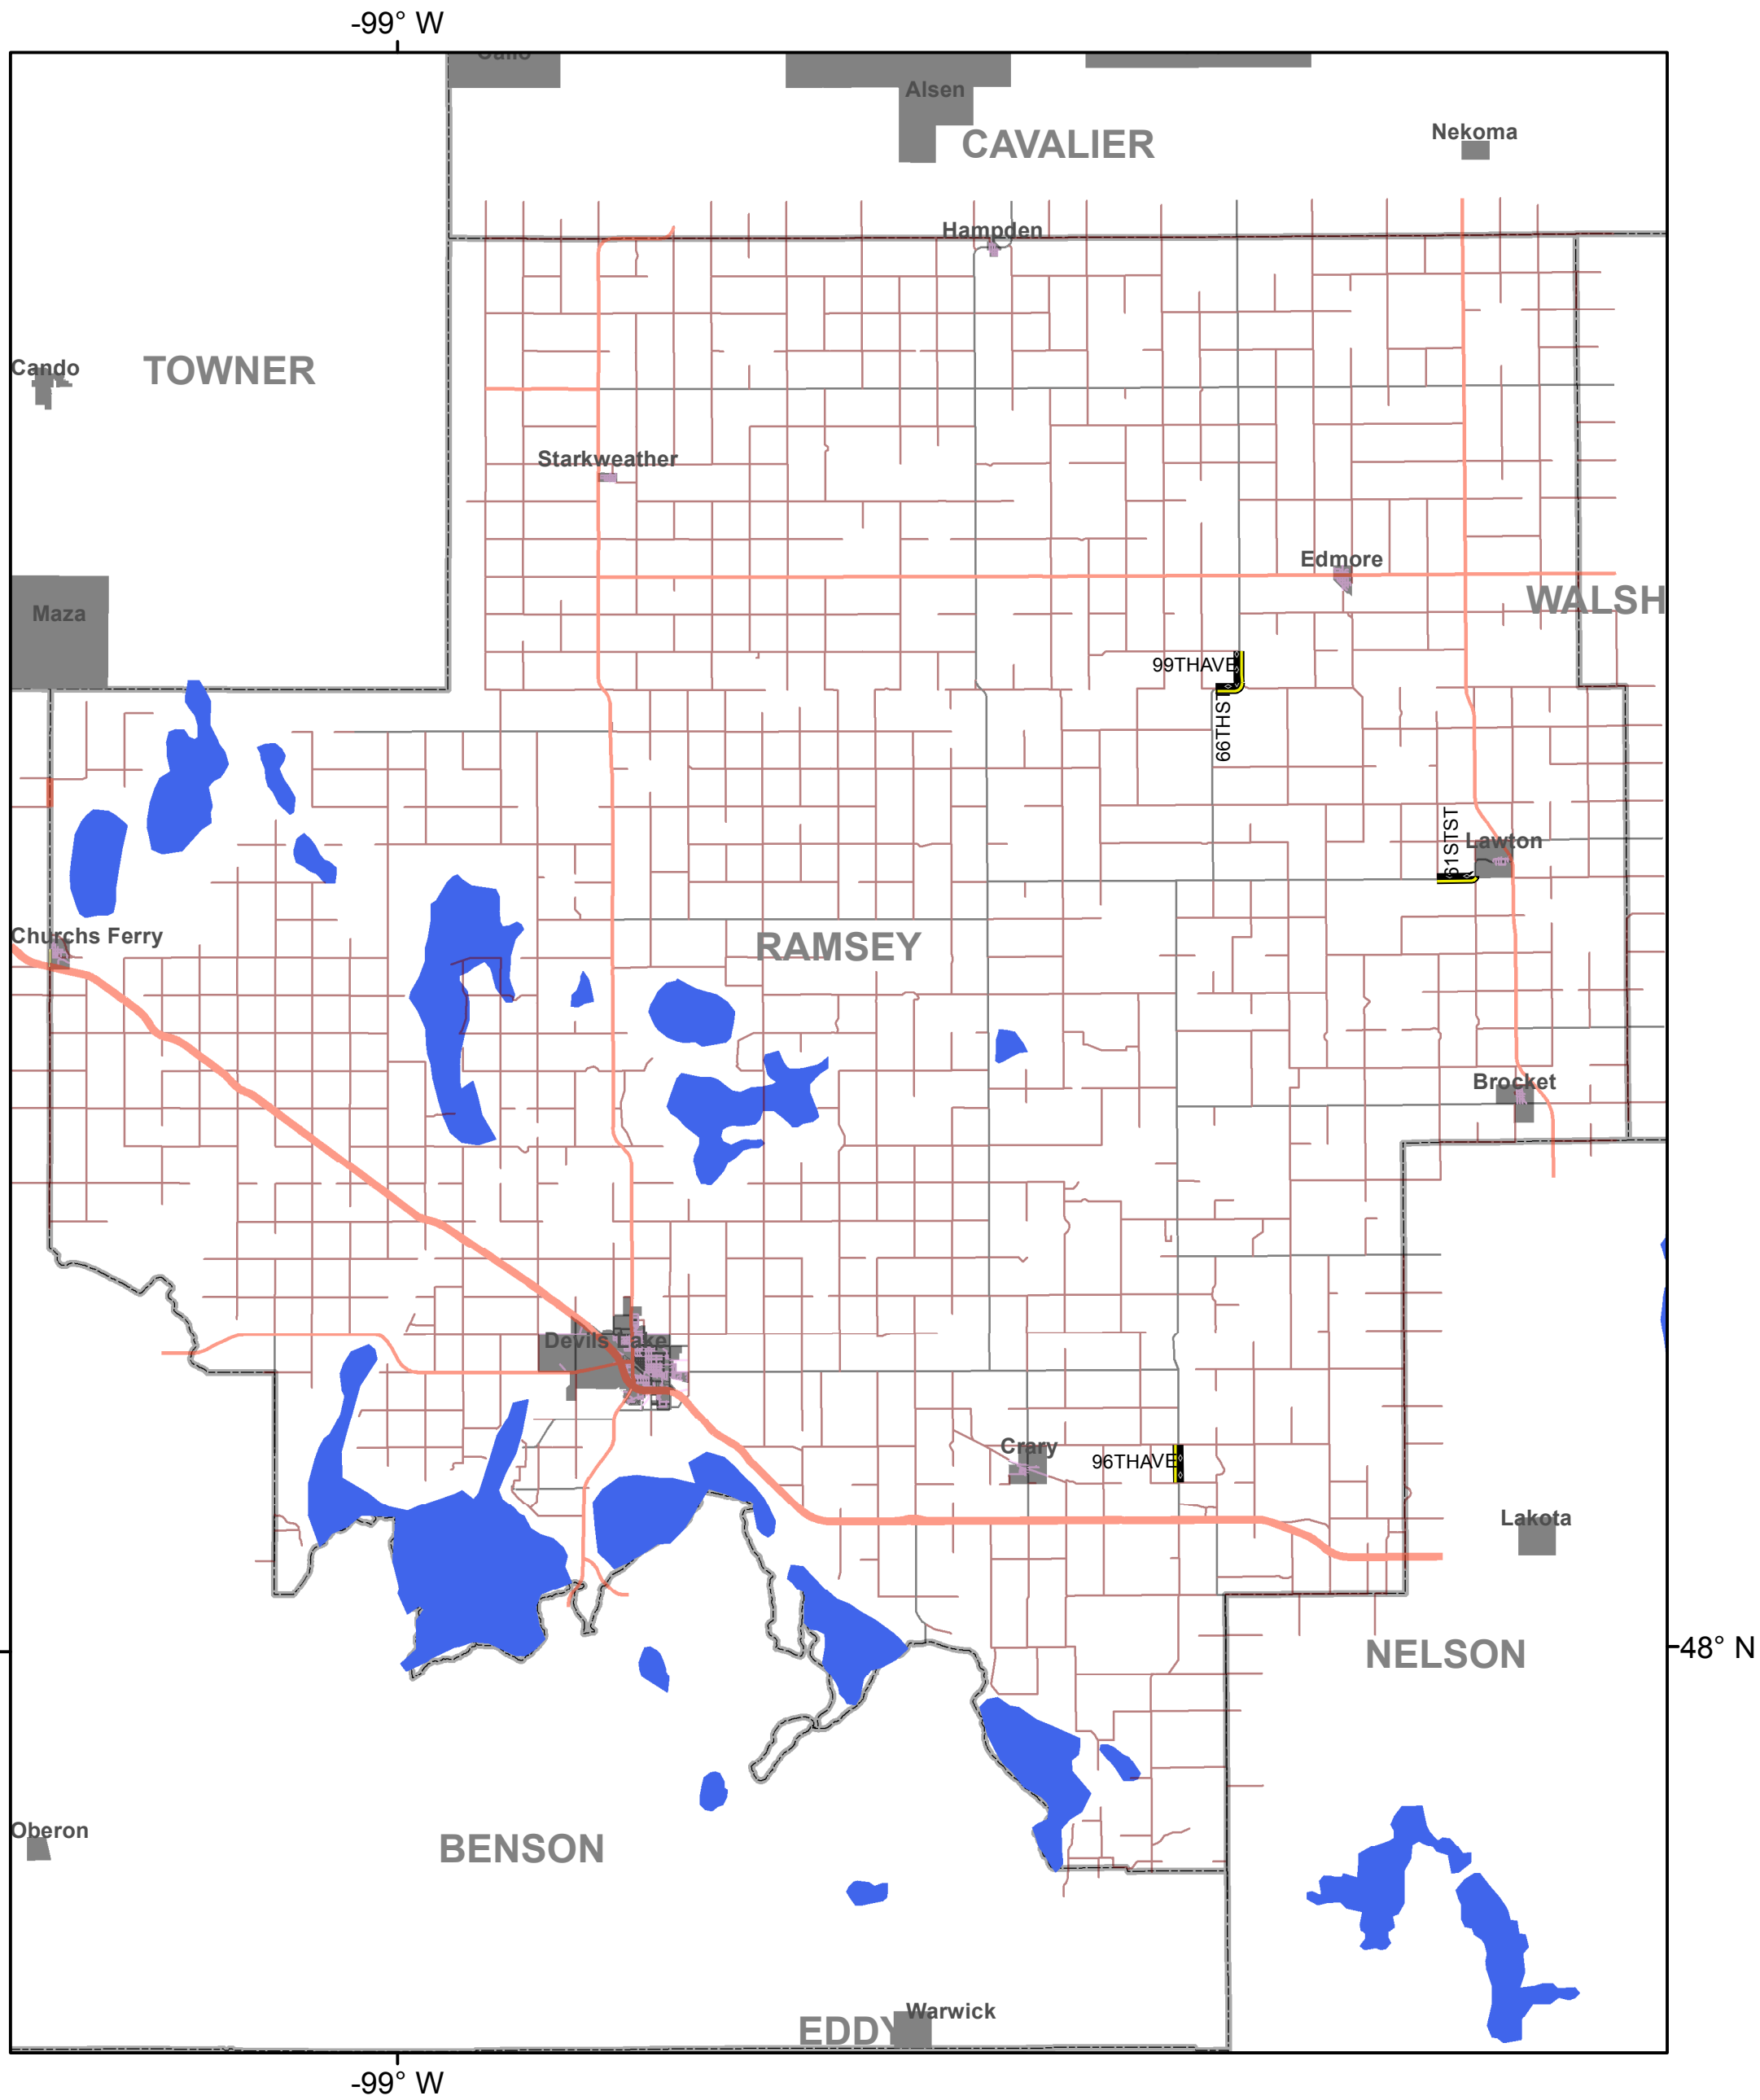 -99° W
Alsen
CAVALIER
Nekoma
Hampden
Cando
TOWNER
Starkweather
Edmore
WALSH
Maza
99THAVE
66THST
61STST
Lawton
Churchs Ferry
RAMSEY
Brocket
Devils Lake
Crary
96THAVE
Lakota
48° N
NELSON
Oberon
BENSON
Warwick
EDDY
-99° W